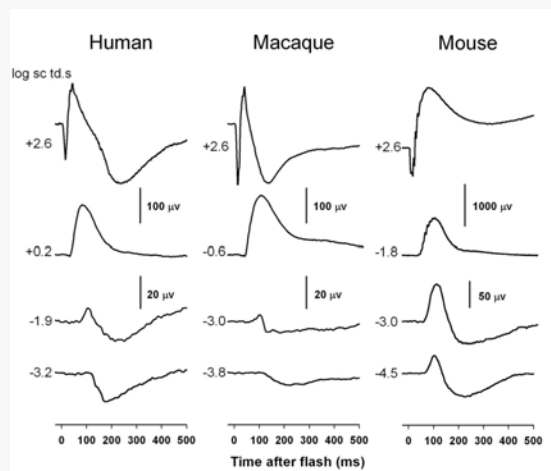 Human Macaque Mouse
log sc td.s
+2.6 +2.6 +2.6
100 μv 100 μv 1000 μv
+0.2 -0.6 -1.8
20 μv 20 μv 50 μv
-1.9 -3.0 -3.0
-3.2 -3.8 -4.5
0 100 200 300 400 500 0 100 200 300 400 500 0 100 200 300 400 500
Time after flash (ms)